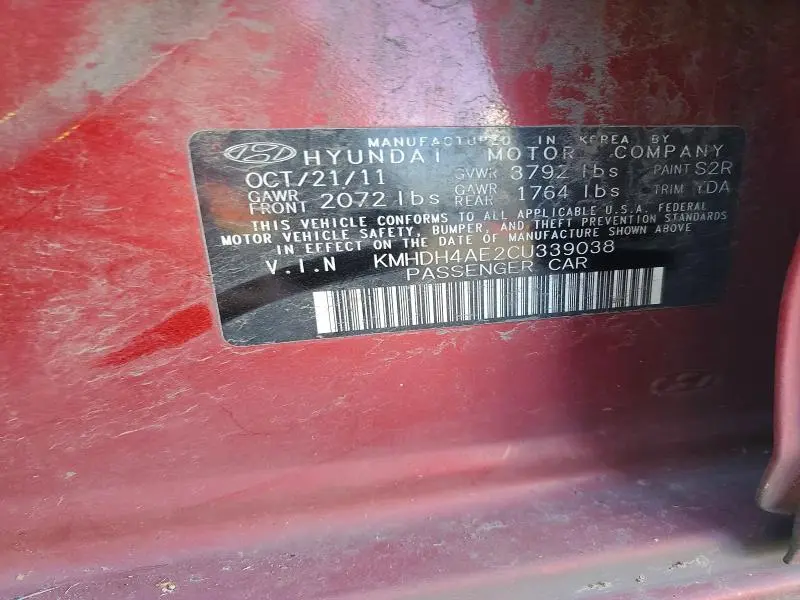 MANUFACTURED IN KOREA BY
HYUNDAI MOTOR COMPANY
OCT/21/11 GVWR 3792 lbs PAINT S2R
GAWR FRONT 2072 lbs GAWR REAR 1764 lbs TRIM YDA
THIS VEHICLE CONFORMS TO ALL APPLICABLE U.S.A. FEDERAL
MOTOR VEHICLE SAFETY, BUMPER, AND THEFT PREVENTION STANDARDS
IN EFFECT ON THE DATE OF MANUFACTURE SHOWN ABOVE
V.I.N KMHDH4AE2CU339038
PASSENGER CAR